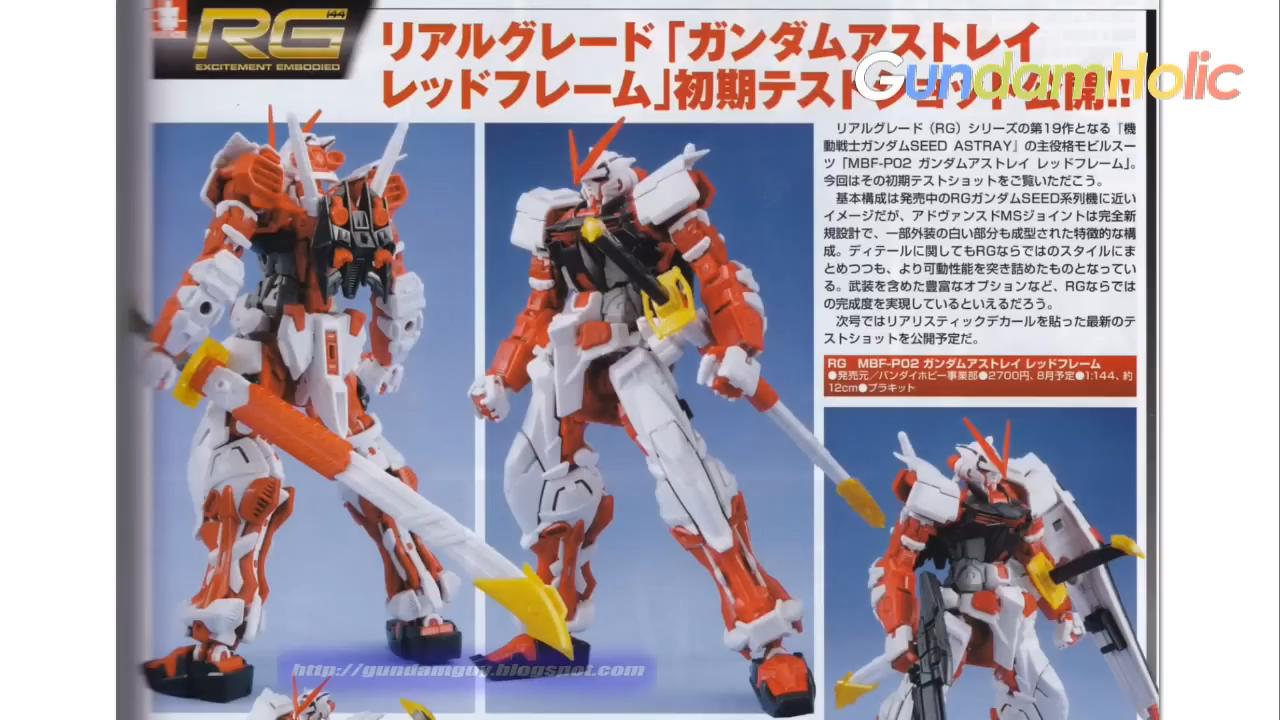 RG
1/144
EXCITEMENT EMBODIED
リアルグレード「ガンダムアストレイ
レッドフレーム」初期テストショット公開!!
GundamHolic
リアルグレード(RG)シリーズの第19作となる『機
動戦士ガンダムSEED ASTRAY』の主役格モビルスー
ツ「MBF-P02 ガンダムアストレイ レッドフレーム」。
今回はその初期テストショットをご覧いただこう。
基本構成は発売中のRGガンダムSEED系列機に近い
イメージだが、アドヴァンスドMSジョイントは完全新
規設計で、一部外装の白い部分も成型された特徴的な構
成。ディテールに関してもRGならではのスタイルにま
とめつつも、より可動性能を突き詰めたものとなってい
る。武装を含めた豊富なオプションなど、RGならでは
の完成度を実現しているといえるだろう。
次号ではリアリスティックデカールを貼った最新のテ
ストショットを公開予定だ。
RG MBF-P02 ガンダムアストレイ レッドフレーム
●発売元/バンダイホビー事業部●2700円、8月予定●1:144、約
12cm●プラキット
http://gundamguy.blogspot.com